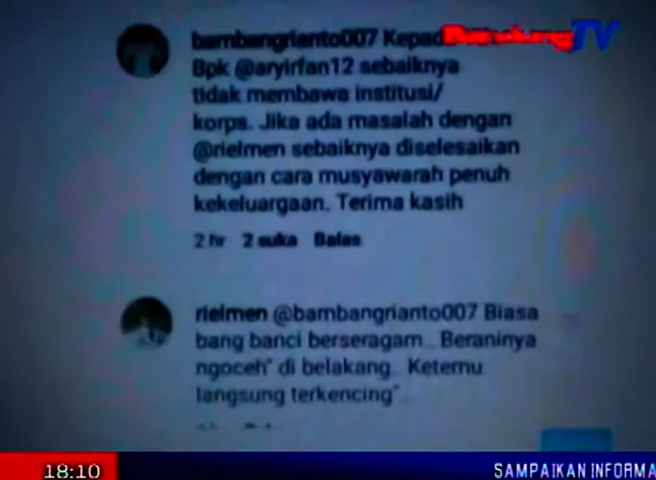 bambangrianto007 Kepad
BandungTV
Bpk @aryirfan12 sebaiknya
tidak membawa institusi/
korps. Jika ada masalah dengan
@rielmen sebaiknya diselesaikan
dengan cara musyawarah penuh
kekeluargaan. Terima kasih
2 hr 2 suka Balas
rielmen @bambangrianto007 Biasa
bang banci berseragam.. Beraninya
ngoceh" di belakang.. Ketemu
langsung terkencing"
18:10
SAMPAIKAN INFORMA